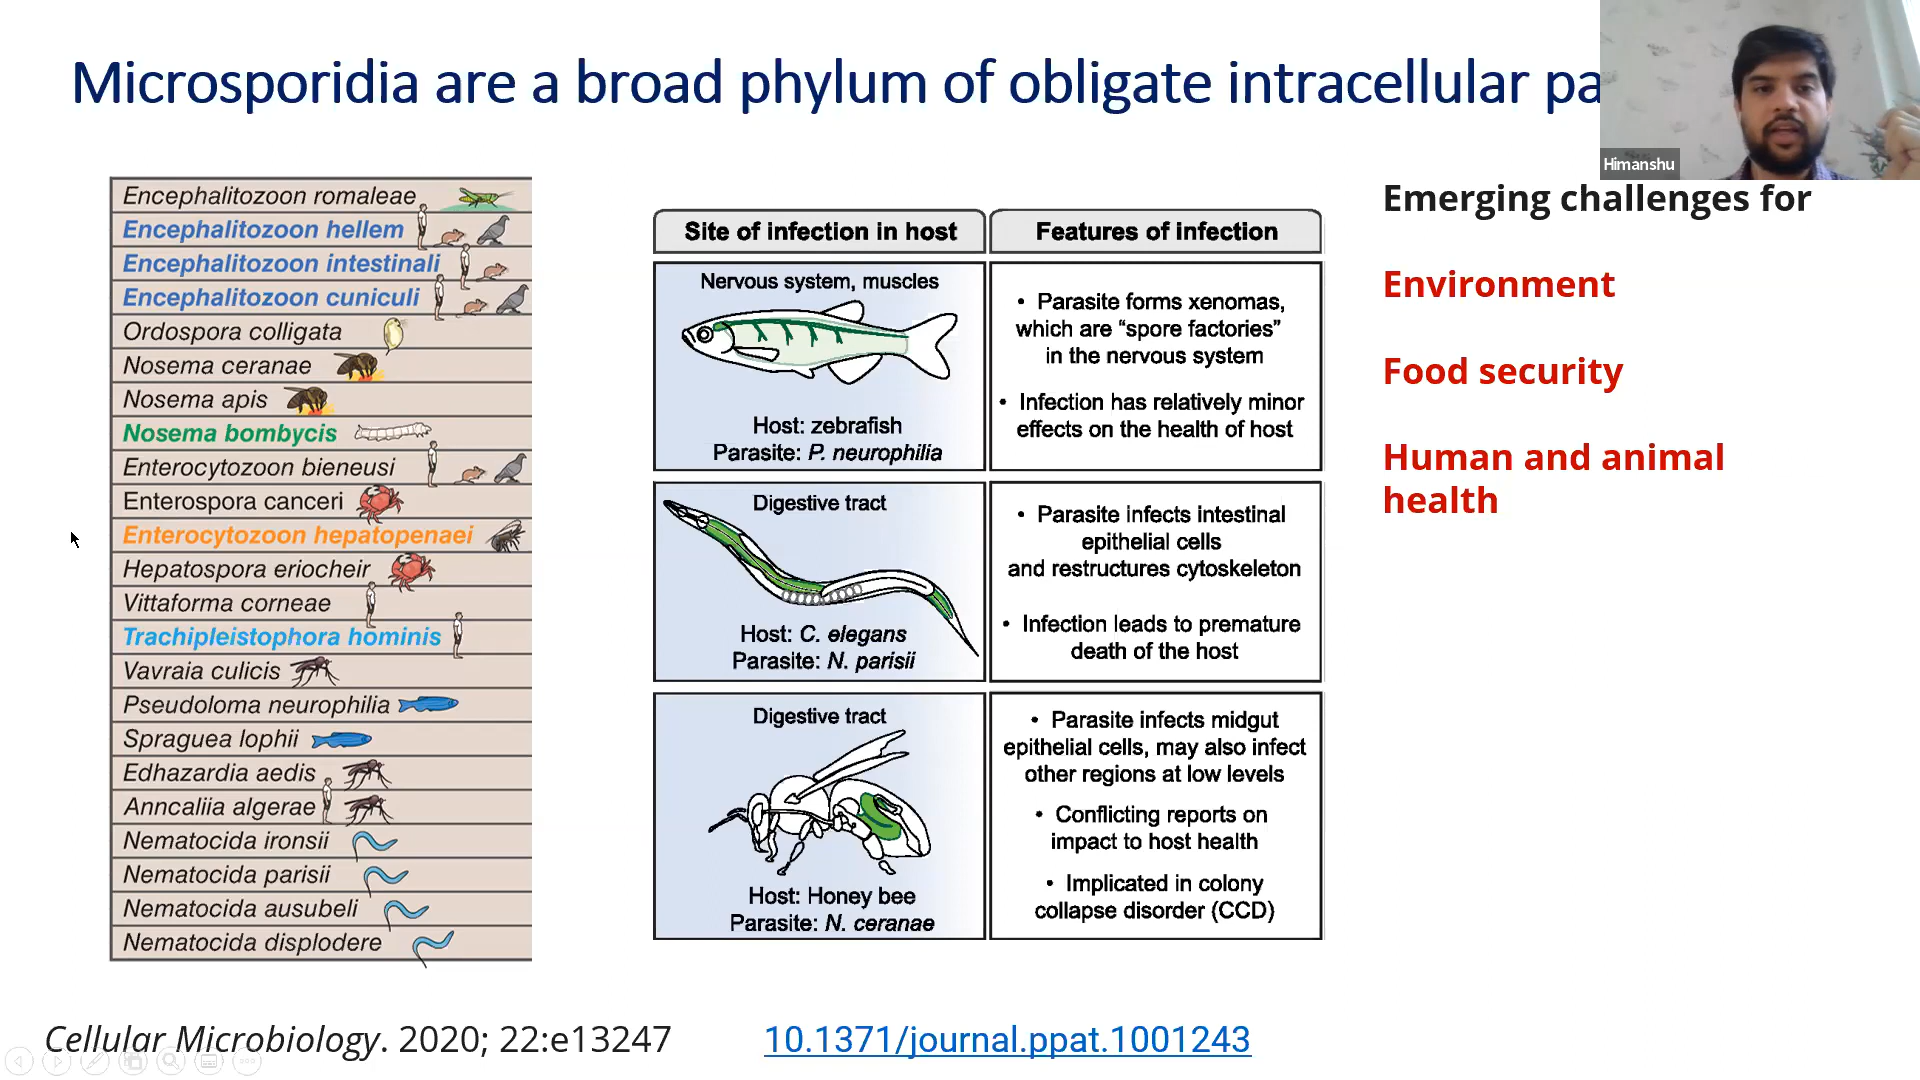 Microsporidia are a broad phylum of obligate intracellular pa
Himanshu
Encephalitozoon romaleae
Encephalitozoon hellem
Encephalitozoon intestinali
Encephalitozoon cuniculi
Ordospora colligata
Nosema ceranae
Nosema apis
Nosema bombycis
Enterocytozoon bieneusi
Enterospora canceri
Enterocytozoon hepatopenaei
Hepatospora eriocheir
Vittaforma corneae
Trachipleistophora hominis
Vavraia culicis
Pseudoloma neurophilia
Spraguea lophii
Edhazardia aedis
Anncaliia algerae
Nematocida ironsii
Nematocida parisii
Nematocida ausubeli
Nematocida displodere
Site of infection in host
Features of infection
Nervous system, muscles
Host: zebrafish
Parasite: P. neurophilia
• Parasite forms xenomas,
which are “spore factories”
in the nervous system
• Infection has relatively minor
effects on the health of host
Digestive tract
Host: C. elegans
Parasite: N. parisii
• Parasite infects intestinal
epithelial cells
and restructures cytoskeleton
• Infection leads to premature
death of the host
Digestive tract
Host: Honey bee
Parasite: N. ceranae
• Parasite infects midgut
epithelial cells, may also infect
other regions at low levels
• Conflicting reports on
impact to host health
• Implicated in colony
collapse disorder (CCD)
Emerging challenges for
Environment
Food security
Human and animal
health
Cellular Microbiology. 2020; 22:e13247
10.1371/journal.ppat.1001243